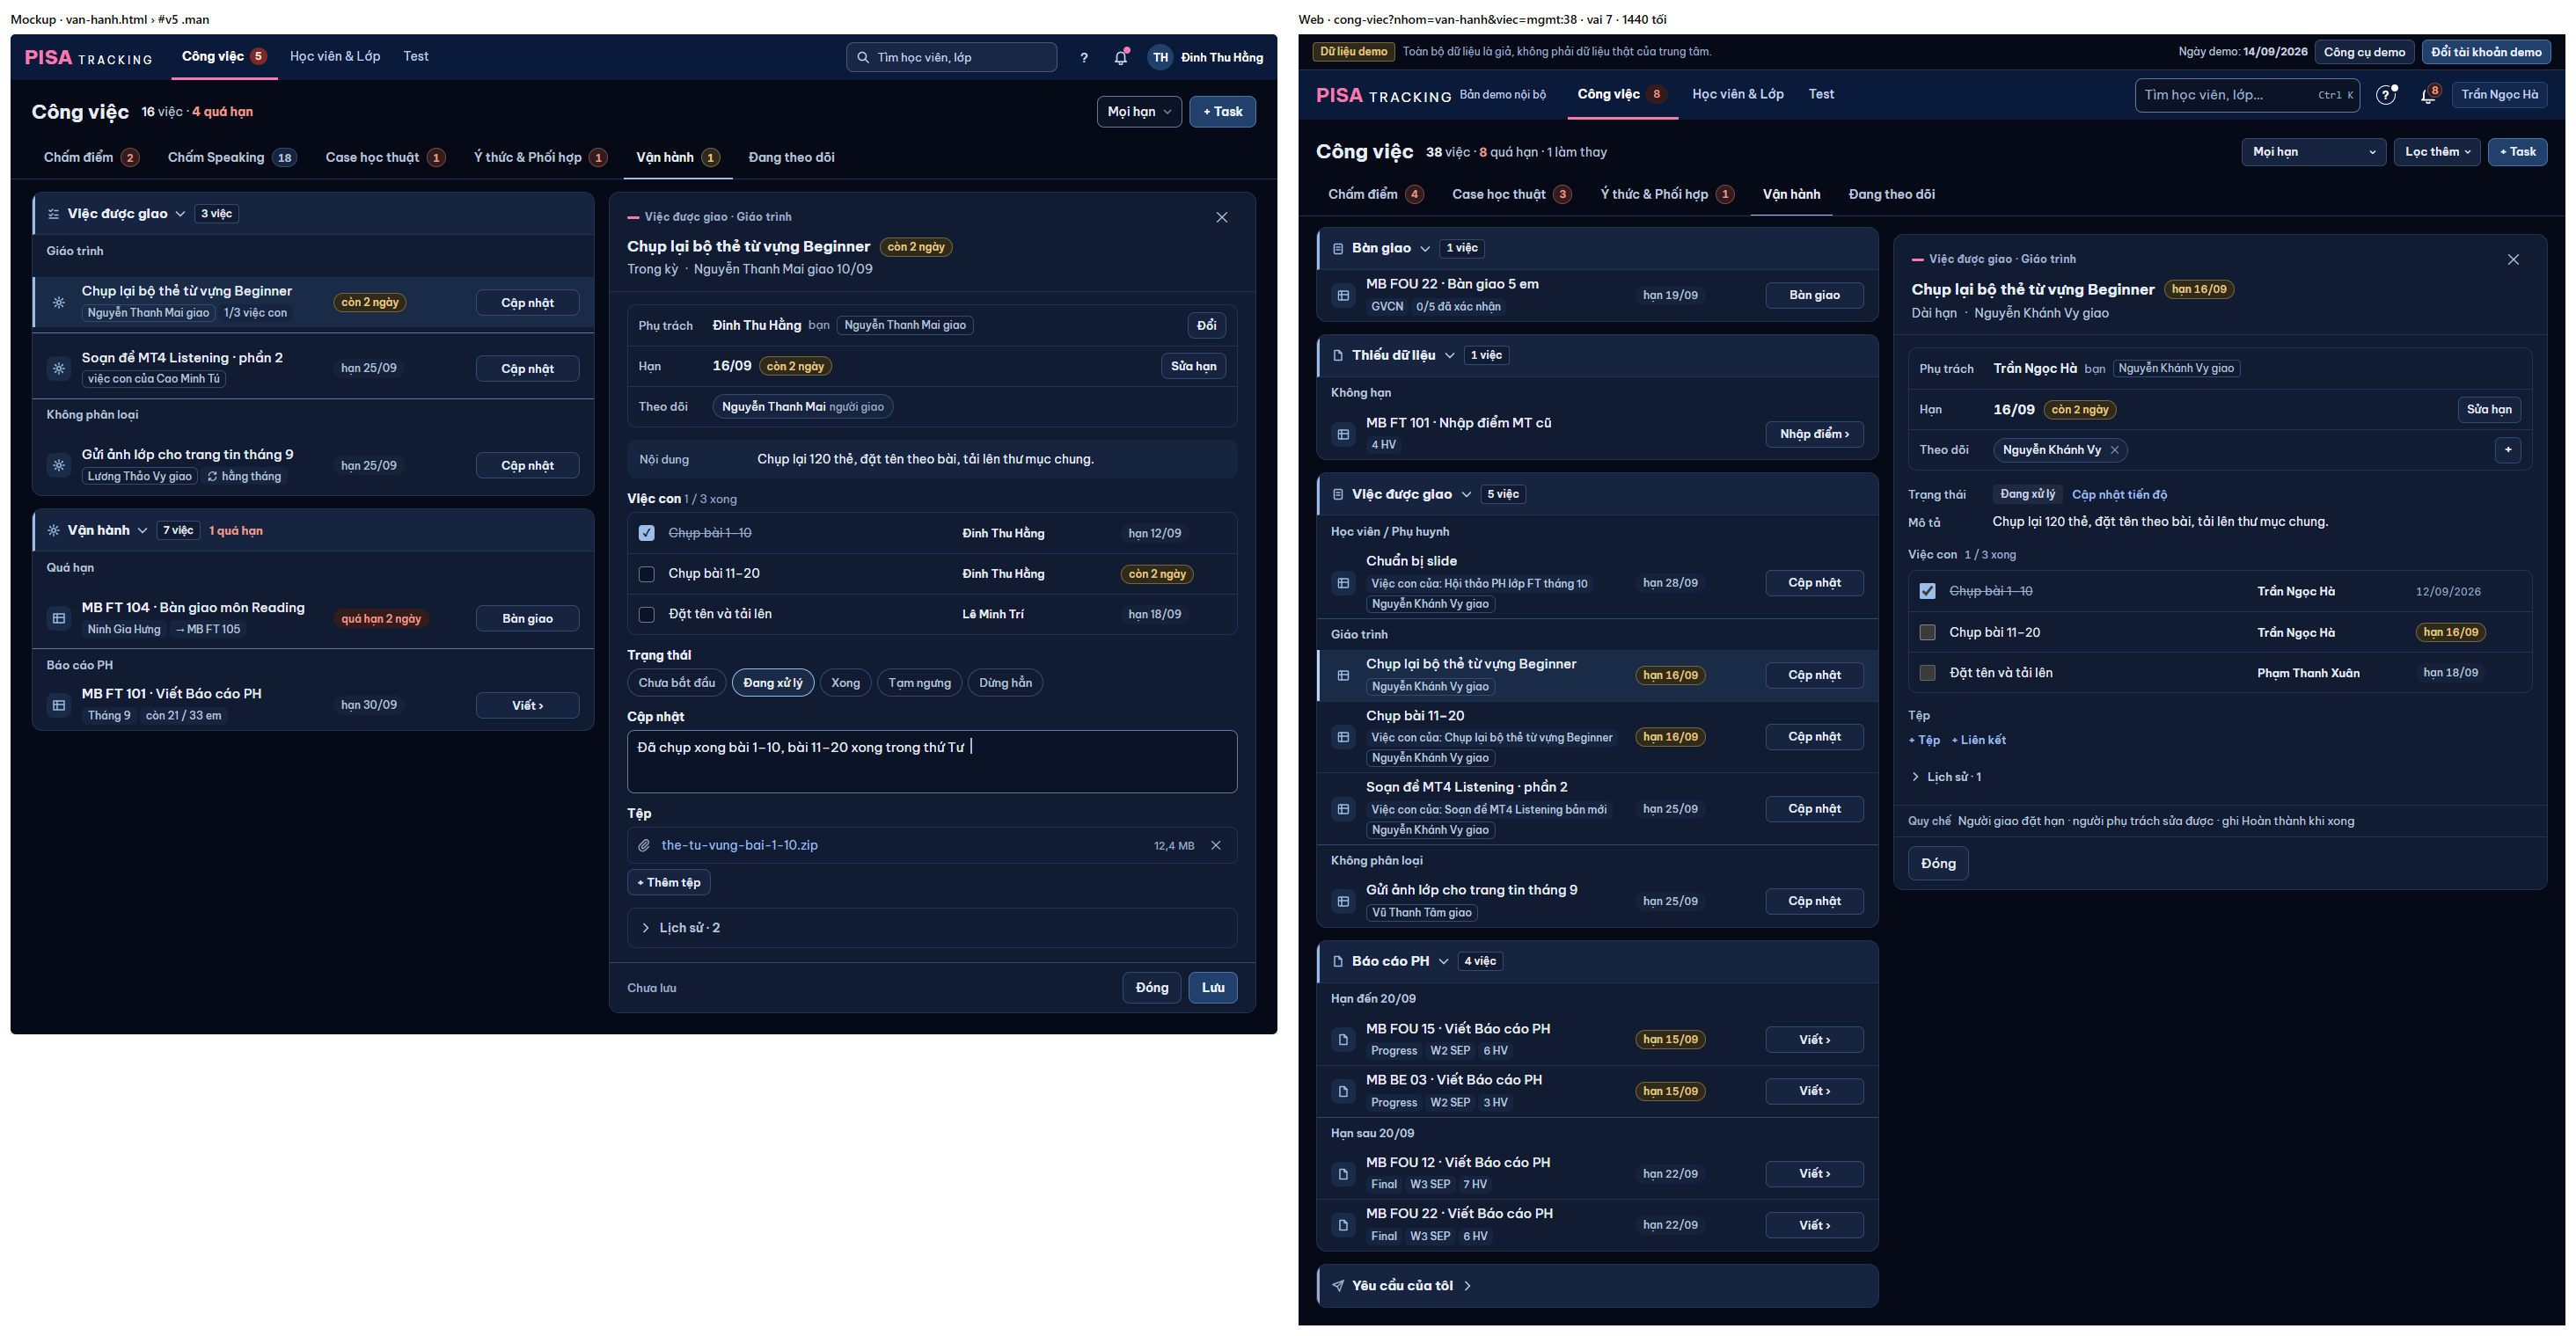 Mockup · van-hanh.html › #v5 .man
PISA TRACKING Công việc 5 Học viên & Lớp Test Tìm học viên, lớp ? TH Đinh Thu Hằng
Công việc 16 việc · 4 quá hạn Mọi hạn + Task
Chấm điểm 2 Chấm Speaking 18 Case học thuật 1 Ý thức & Phối hợp 1 Vận hành 1 Đang theo dõi
Việc được giao 3 việc
Giáo trình
Chụp lại bộ thẻ từ vựng Beginner còn 2 ngày Cập nhật
Nguyễn Thanh Mai giao 1/3 việc con
Soạn đề MT4 Listening · phần 2 hạn 25/09 Cập nhật
việc con của Cao Minh Tú
Không phân loại
Gửi ảnh lớp cho trang tin tháng 9 hạn 25/09 Cập nhật
Lương Thảo Vy giao hằng tháng
Vận hành 7 việc 1 quá hạn
Quá hạn
MB FT 104 · Bàn giao môn Reading quá hạn 2 ngày Bàn giao
Ninh Gia Hưng → MB FT 105
Báo cáo PH
MB FT 101 · Viết Báo cáo PH hạn 30/09 Viết ›
Tháng 9 còn 21 / 33 em
Việc được giao · Giáo trình
Chụp lại bộ thẻ từ vựng Beginner còn 2 ngày
Trong kỳ · Nguyễn Thanh Mai giao 10/09
Phụ trách Đinh Thu Hằng bạn Nguyễn Thanh Mai giao Đổi
Hạn 16/09 còn 2 ngày Sửa hạn
Theo dõi Nguyễn Thanh Mai người giao
Nội dung Chụp lại 120 thẻ, đặt tên theo bài, tải lên thư mục chung.
Việc con 1 / 3 xong
Chụp bài 1–10 Đinh Thu Hằng hạn 12/09
Chụp bài 11–20 Đinh Thu Hằng còn 2 ngày
Đặt tên và tải lên Lê Minh Trí hạn 18/09
Trạng thái
Chưa bắt đầu Đang xử lý Xong Tạm ngưng Dừng hẳn
Cập nhật
Đã chụp xong bài 1–10, bài 11–20 xong trong thứ Tư
Tệp
the-tu-vung-bai-1-10.zip 12,4 MB
+ Thêm tệp
Lịch sử · 2
Chưa lưu Đóng Lưu
Web · cong-viec?nhom=van-hanh&viec=mgmt:38 · vai 7 · 1440 tối
Dữ liệu demo Toàn bộ dữ liệu là giả, không phải dữ liệu thật của trung tâm. Ngày demo: 14/09/2026 Công cụ demo Đổi tài khoản demo
PISA TRACKING Bản demo nội bộ Công việc 8 Học viên & Lớp Test Tìm học viên, lớp... Ctrl K ? 8 Trần Ngọc Hà
Công việc 38 việc · 8 quá hạn · 1 làm thay Mọi hạn Lọc thêm + Task
Chấm điểm 4 Case học thuật 3 Ý thức & Phối hợp 1 Vận hành Đang theo dõi
Bàn giao 1 việc
MB FOU 22 · Bàn giao 5 em hạn 19/09 Bàn giao
GVCN 0/5 đã xác nhận
Thiếu dữ liệu 1 việc
Không hạn
MB FT 101 · Nhập điểm MT cũ Nhập điểm ›
4 HV
Việc được giao 5 việc
Học viên / Phụ huynh
Chuẩn bị slide hạn 28/09 Cập nhật
Việc con của: Hội thảo PH lớp FT tháng 10
Nguyễn Khánh Vy giao
Giáo trình
Chụp lại bộ thẻ từ vựng Beginner hạn 16/09 Cập nhật
Nguyễn Khánh Vy giao
Chụp bài 11–20 hạn 16/09 Cập nhật
Việc con của: Chụp lại bộ thẻ từ vựng Beginner
Nguyễn Khánh Vy giao
Soạn đề MT4 Listening · phần 2 hạn 25/09 Cập nhật
Việc con của: Soạn đề MT4 Listening bản mới
Nguyễn Khánh Vy giao
Không phân loại
Gửi ảnh lớp cho trang tin tháng 9 hạn 25/09 Cập nhật
Vũ Thanh Tâm giao
Báo cáo PH 4 việc
Hạn đến 20/09
MB FOU 15 · Viết Báo cáo PH hạn 15/09 Viết ›
Progress W2 SEP 6 HV
MB BE 03 · Viết Báo cáo PH hạn 15/09 Viết ›
Progress W2 SEP 3 HV
Hạn sau 20/09
MB FOU 12 · Viết Báo cáo PH hạn 22/09 Viết ›
Final W3 SEP 7 HV
MB FOU 22 · Viết Báo cáo PH hạn 22/09 Viết ›
Final W3 SEP 6 HV
Yêu cầu của tôi
Việc được giao · Giáo trình
Chụp lại bộ thẻ từ vựng Beginner hạn 16/09
Dài hạn · Nguyễn Khánh Vy giao
Phụ trách Trần Ngọc Hà bạn Nguyễn Khánh Vy giao
Hạn 16/09 còn 2 ngày Sửa hạn
Theo dõi Nguyễn Khánh Vy +
Trạng thái Đang xử lý Cập nhật tiến độ
Mô tả Chụp lại 120 thẻ, đặt tên theo bài, tải lên thư mục chung.
Việc con 1 / 3 xong
Chụp bài 1–10 Trần Ngọc Hà 12/09/2026
Chụp bài 11–20 Trần Ngọc Hà hạn 16/09
Đặt tên và tải lên Phạm Thanh Xuân hạn 18/09
Tệp
+ Tệp + Liên kết
Lịch sử · 1
Quy chế Người giao đặt hạn · người phụ trách sửa được · ghi Hoàn thành khi xong
Đóng